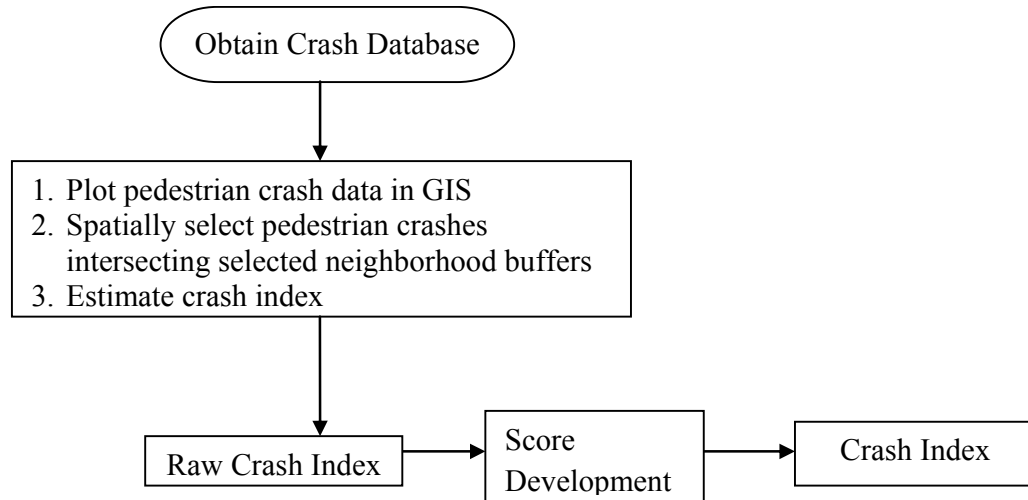 Obtain Crash Database
1. Plot pedestrian crash data in GIS
2. Spatially select pedestrian crashes
intersecting selected neighborhood buffers
3. Estimate crash index
Raw Crash Index
Score
Development
Crash Index